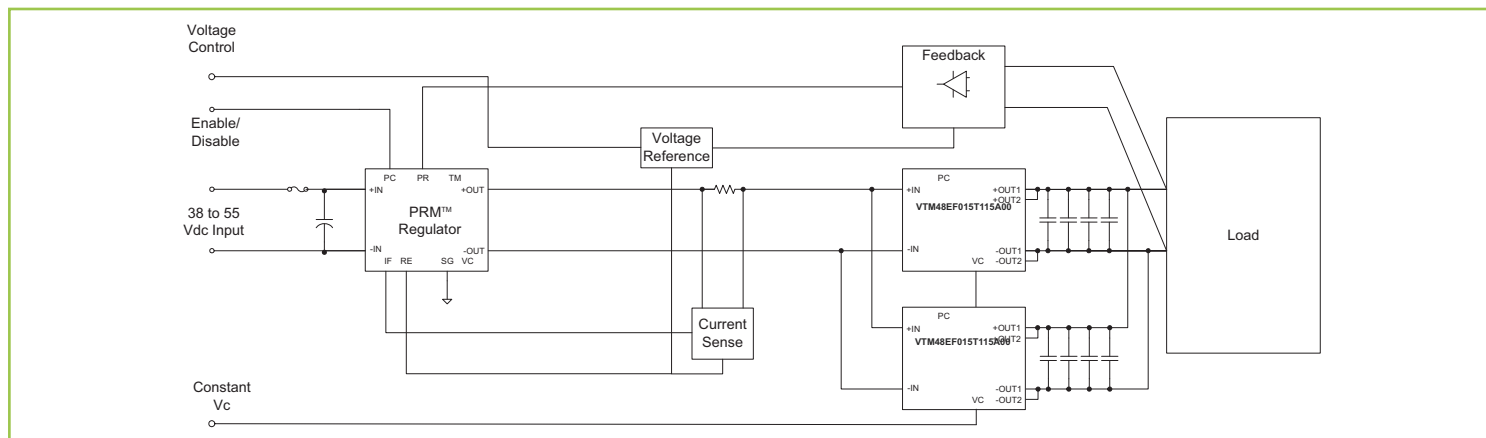 Voltage
Control
Enable/
Disable
38 to 55
Vdc Input
Constant
Vc
PC PR TM
+IN
+OUT
PRM™
Regulator
-IN
-OUT
IF RE SG VC
Voltage
Reference
Current
Sense
Feedback
PC
+IN
+OUT1
+OUT2
VTM48EF015T115A00
-IN
-OUT1
-OUT2
VC
PC
+IN
+OUT1
+OUT2
VTM48EF015T115A00
-IN
-OUT1
-OUT2
VC
Load